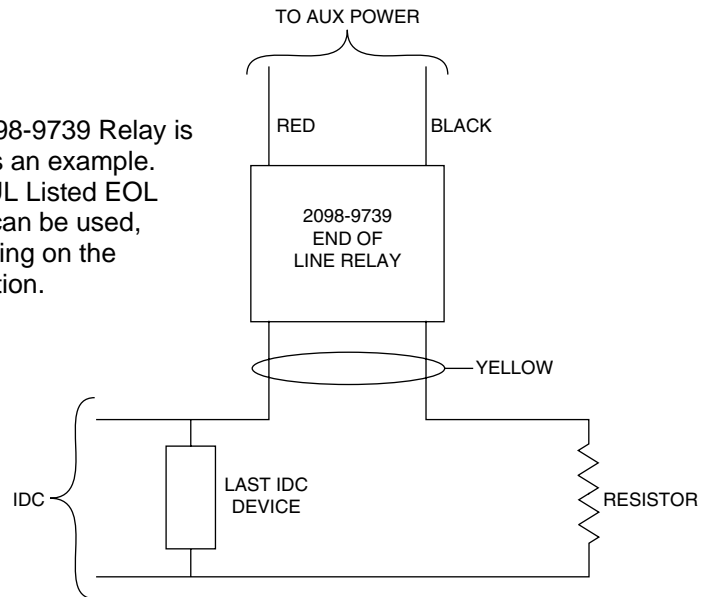 TO AUX POWER
RED
BLACK
98-9739 Relay is
s an example.
UL Listed EOL
can be used,
ing on the
tion.
2098-9739
END OF
LINE RELAY
YELLOW
IDC
LAST IDC
DEVICE
RESISTOR